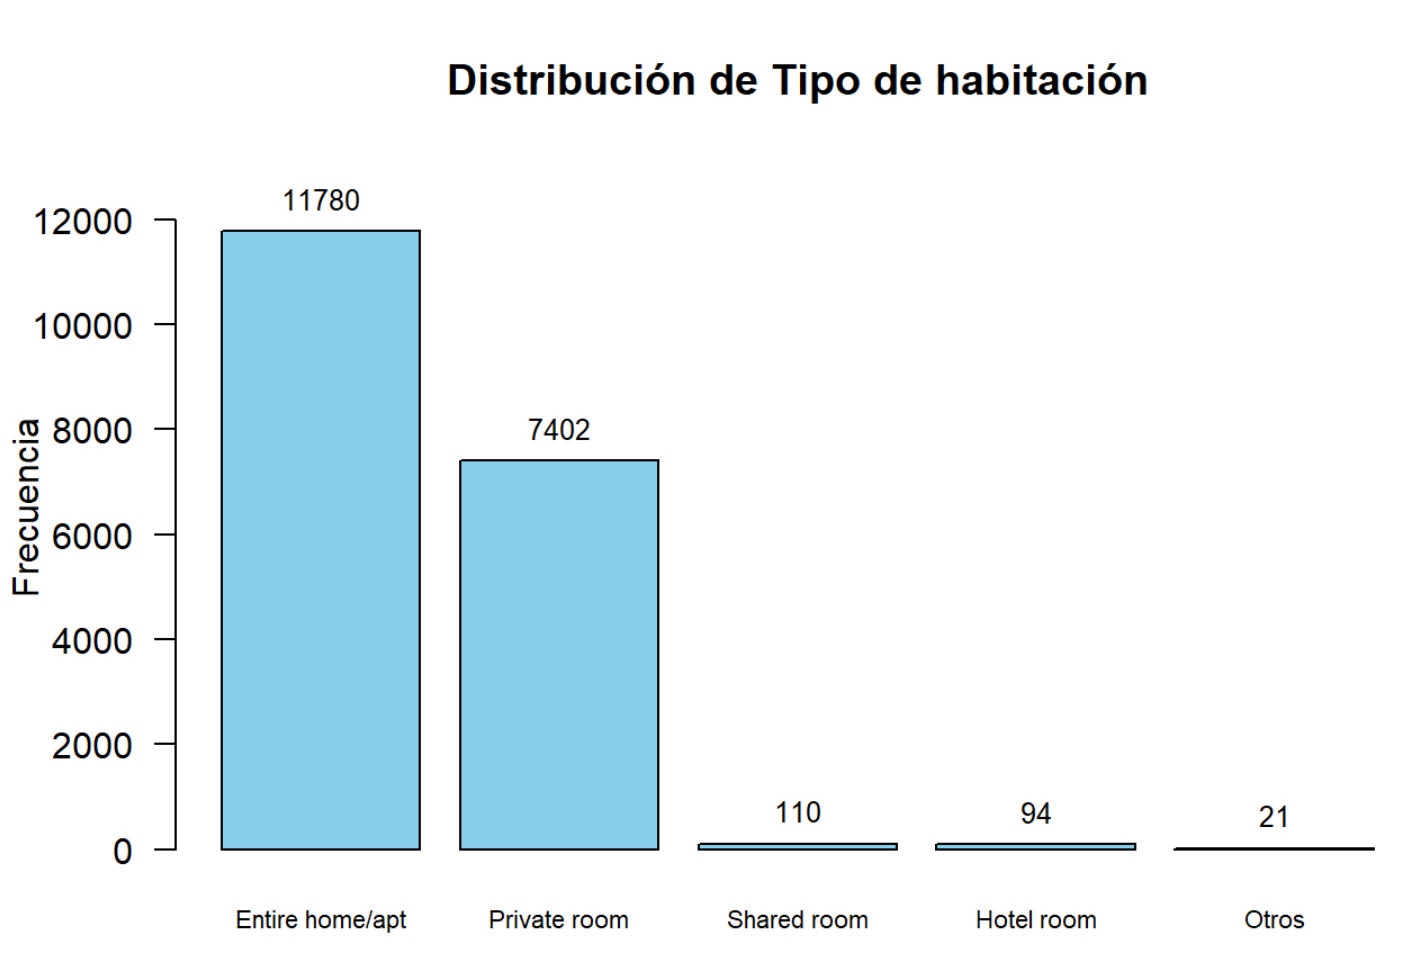 Distribución de Tipo de habitación
Frecuencia
12000
10000
8000
6000
4000
2000
0
11780
7402
110
94
21
Entire home/apt
Private room
Shared room
Hotel room
Otros